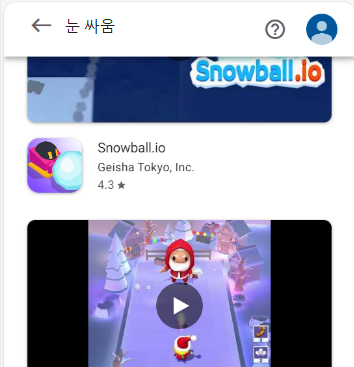 눈 싸움
Snowball.io
Snowball.io
Geisha Tokyo, Inc.
4.3 ★